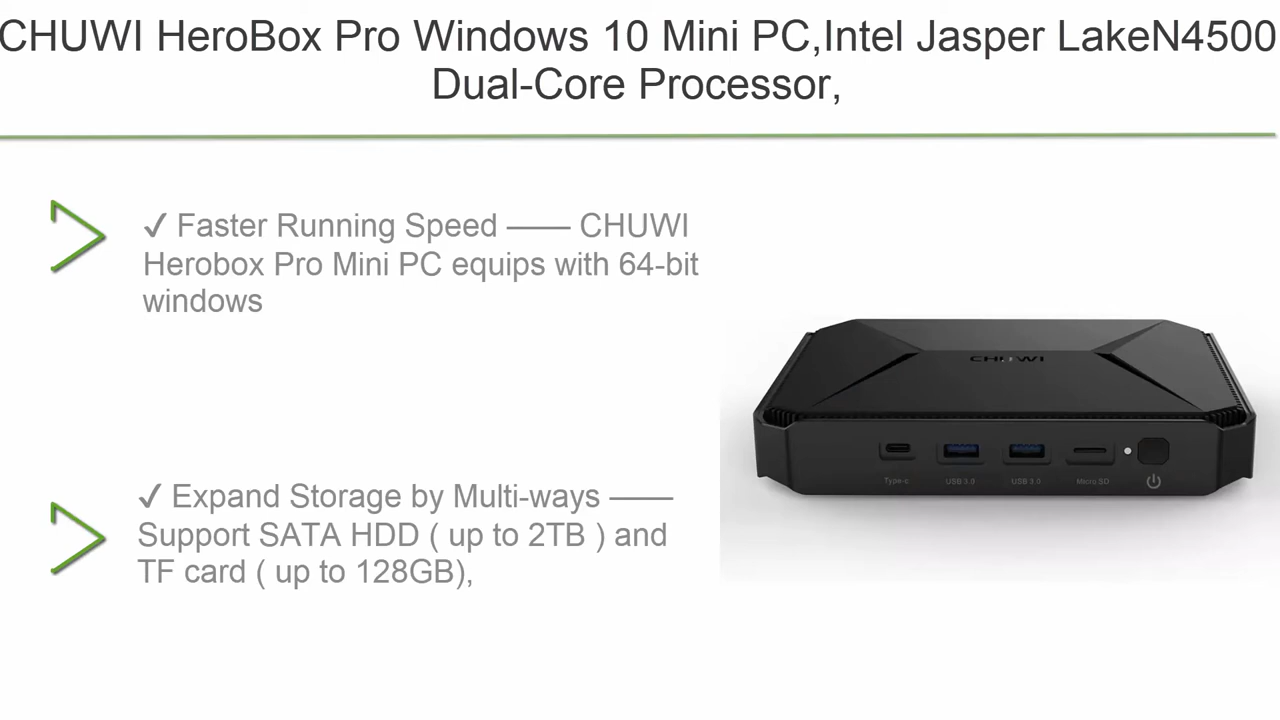 CHUWI HeroBox Pro Windows 10 Mini PC,Intel Jasper LakeN4500
Dual-Core Processor,
✓ Faster Running Speed —— CHUWI
Herobox Pro Mini PC equips with 64-bit
windows
CHUWI
Type-c USB 3.0 USB 3.0 Micro SD
✓ Expand Storage by Multi-ways ——
Support SATA HDD ( up to 2TB ) and
TF card ( up to 128GB),